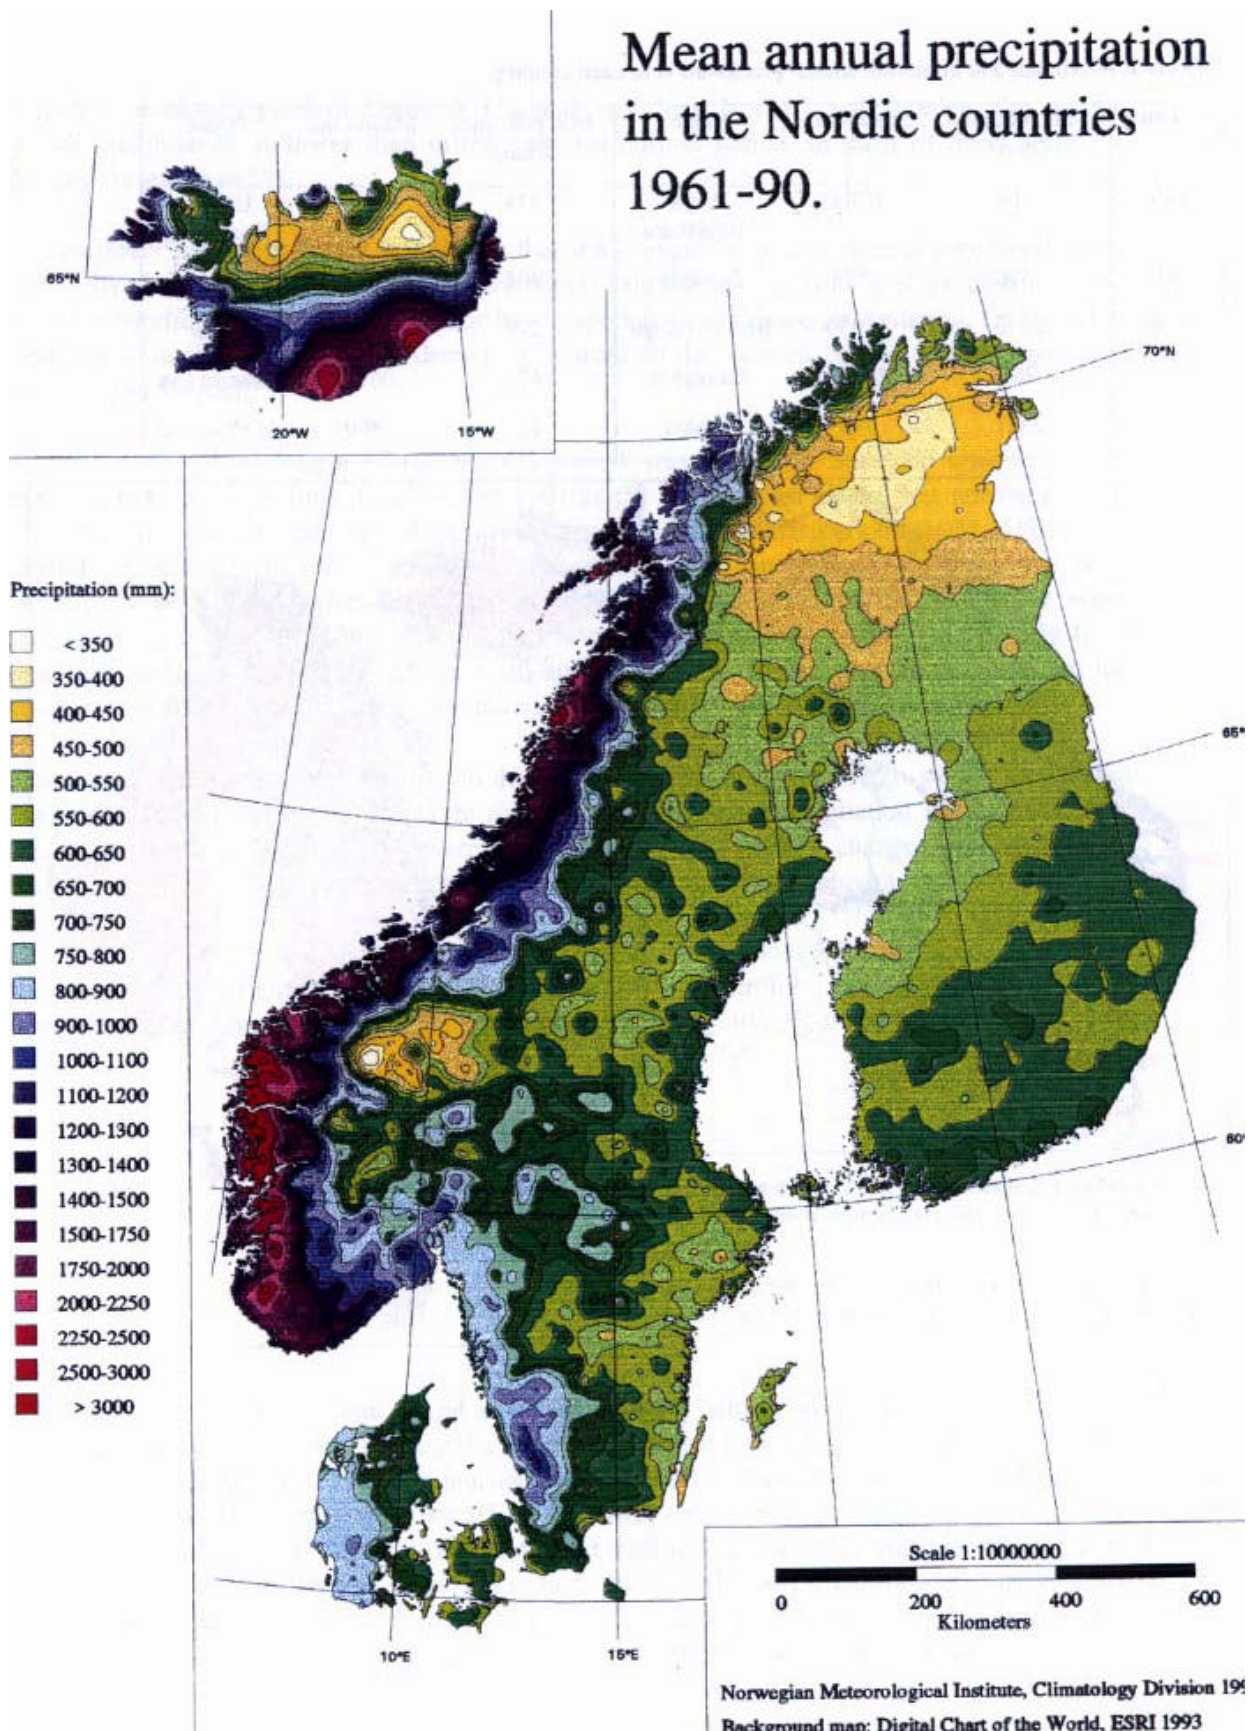 Mean annual precipitation
in the Nordic countries
1961-90.
65°N
20°W
15°W
70°N
Precipitation (mm):
< 350
350-400
400-450
450-500
500-550
550-600
600-650
650-700
700-750
750-800
800-900
900-1000
1000-1100
1100-1200
1200-1300
1300-1400
1400-1500
1500-1750
1750-2000
2000-2250
2250-2500
2500-3000
> 3000
65°
60°
10°E
15°E
Scale 1:10000000
0 200 400 600
Kilometers
Norwegian Meteorological Institute, Climatology Division 199
Background map: Digital Chart of the World, ESRI 1993